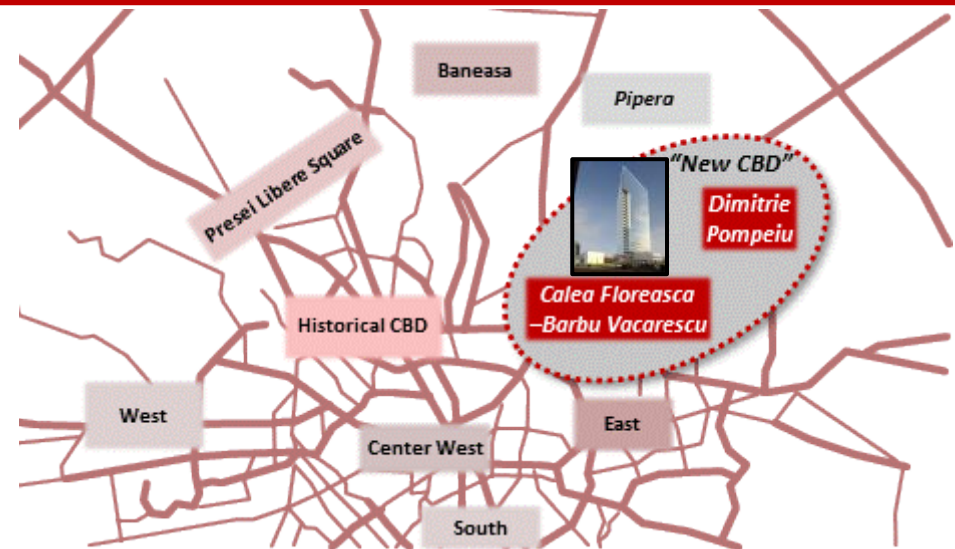 Baneasa
Pipera
Presei Libere Square
“New CBD”
Dimitrie
Pompeiu
Calea Floreasca
–Barbu Vacarescu
Historical CBD
West
East
Center West
South